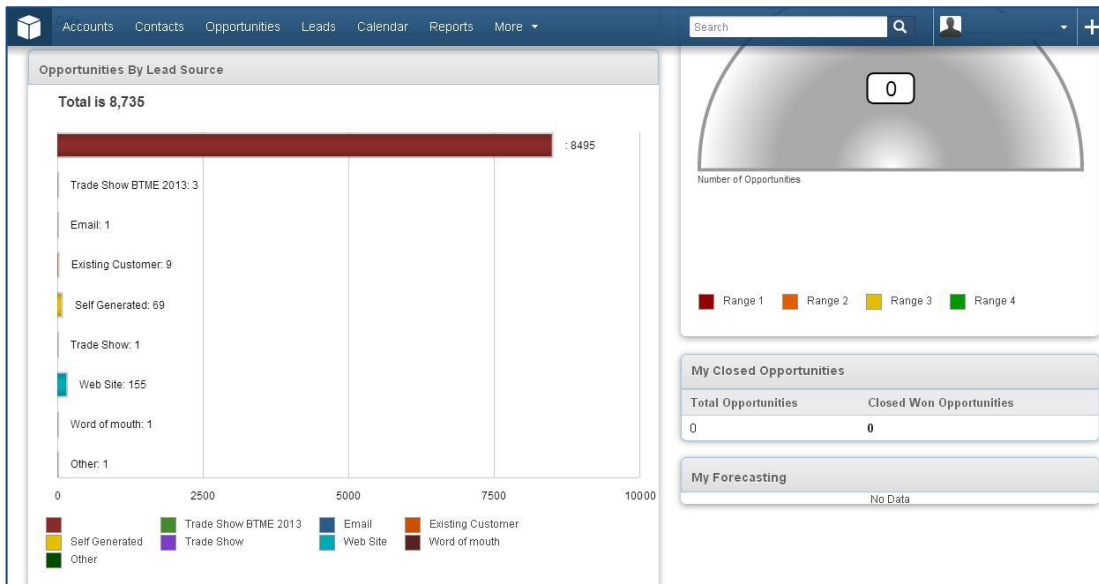 Accounts Contacts Opportunities Leads Calendar Reports More
Search
Opportunities By Lead Source
Total is 8,735
: 8495
Trade Show BTME 2013: 3
Email: 1
Existing Customer: 9
Self Generated: 69
Trade Show: 1
Web Site: 155
Word of mouth: 1
Other: 1
0 2500 5000 7500 10000
Trade Show BTME 2013 Email Existing Customer
Self Generated Trade Show Web Site Word of mouth
Other
0
Number of Opportunities
Range 1 Range 2 Range 3 Range 4
My Closed Opportunities
Total Opportunities Closed Won Opportunities
0 0
My Forecasting
No Data